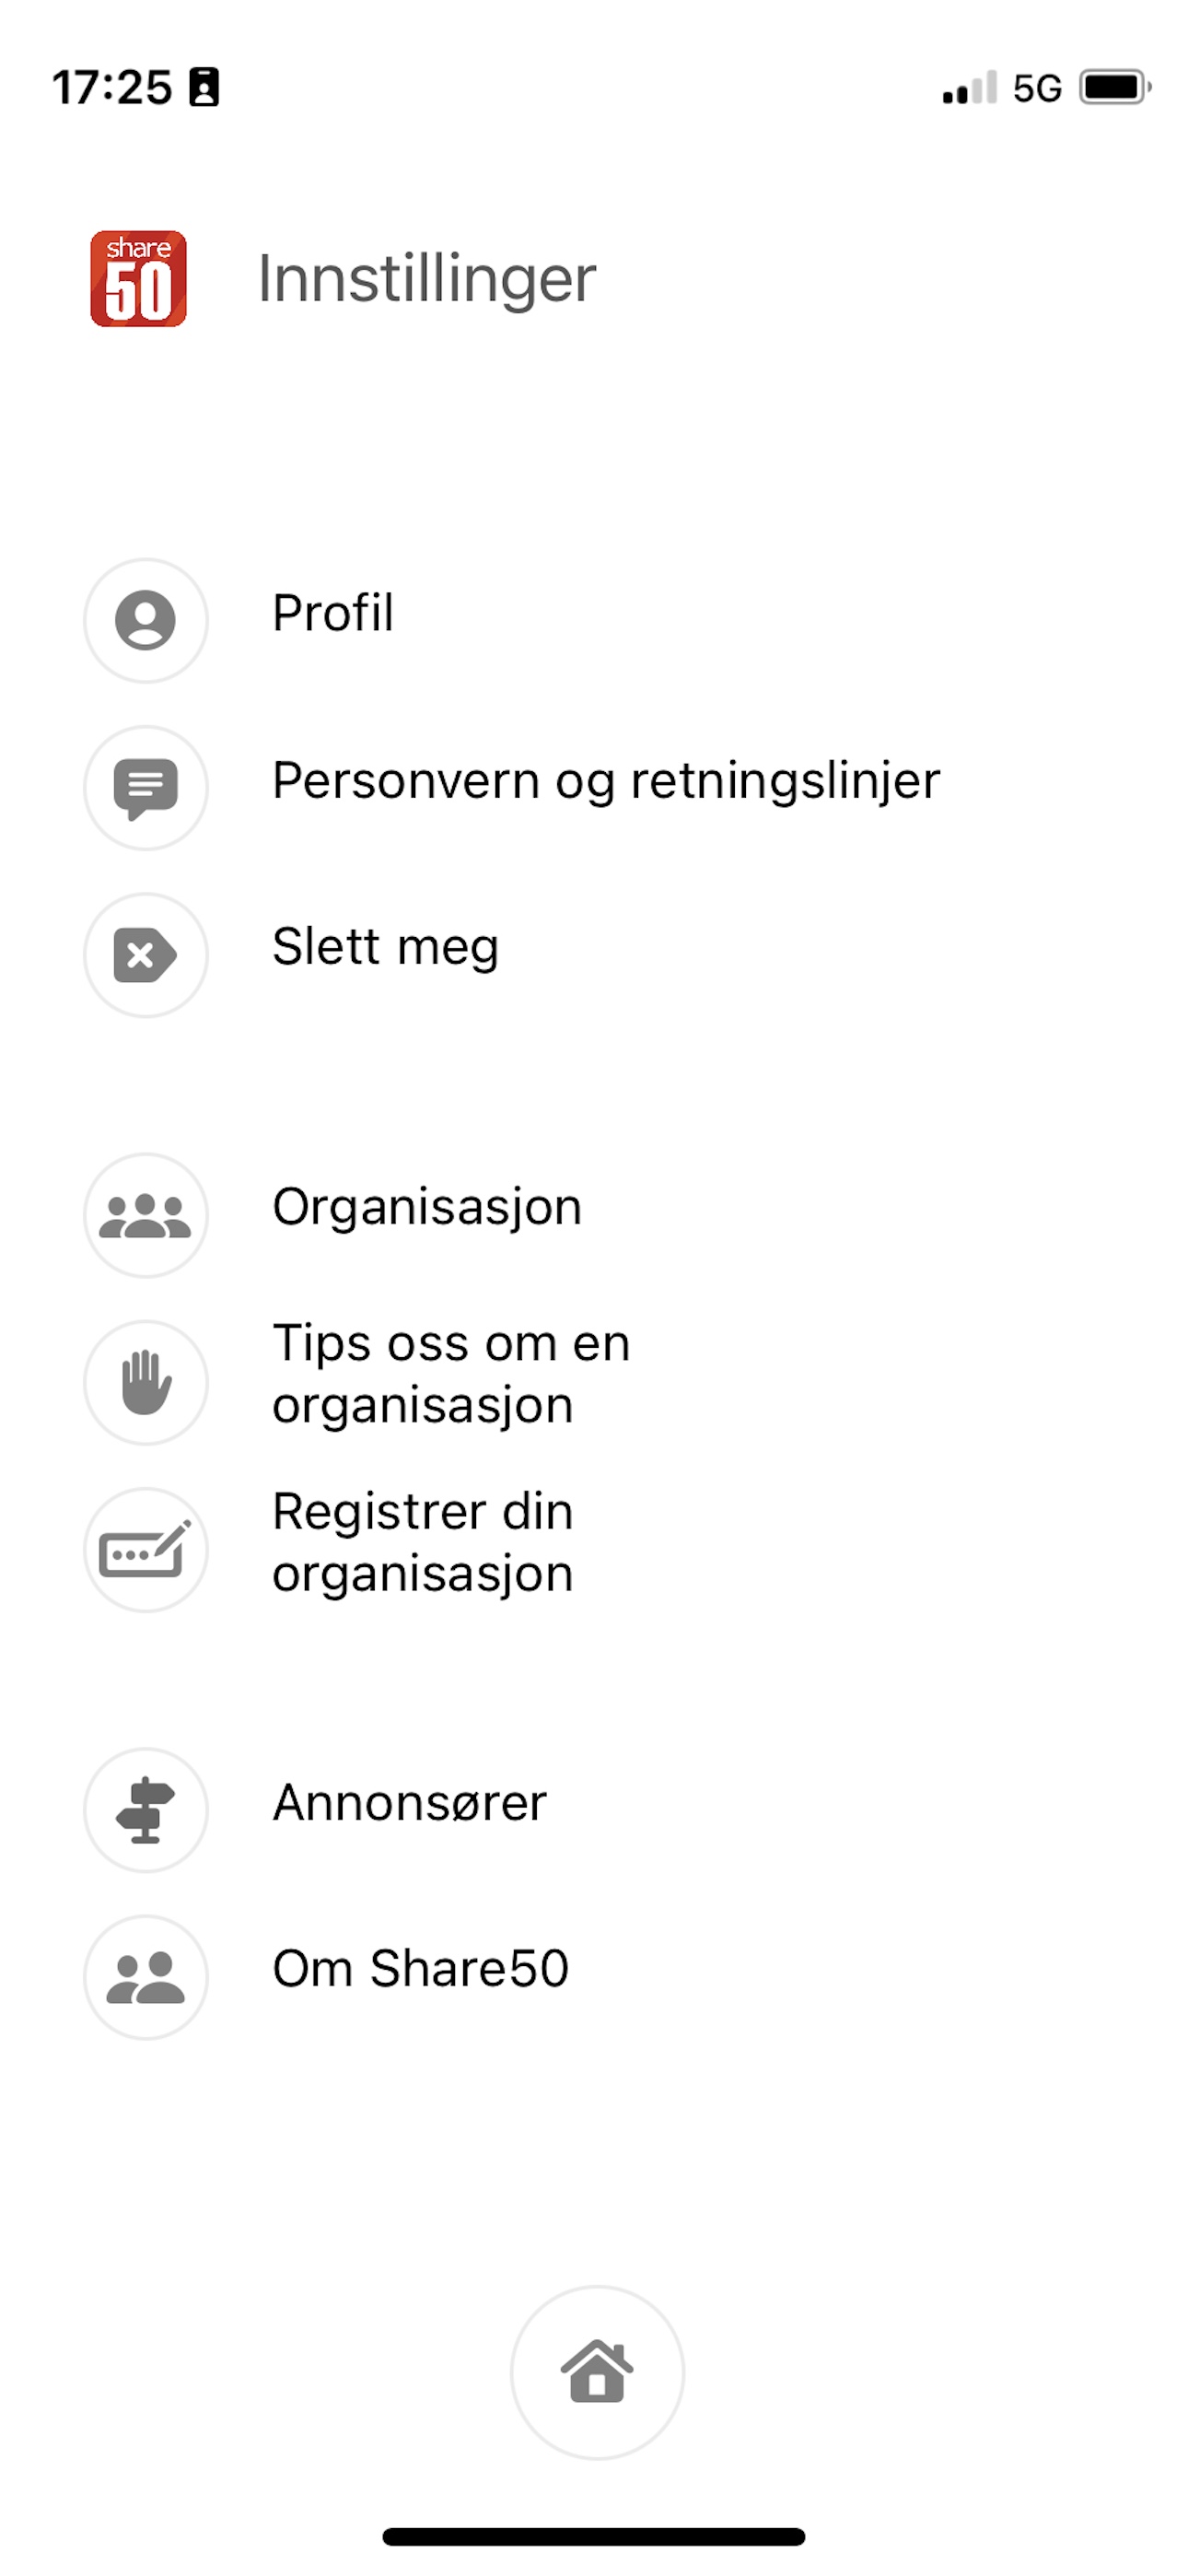 17:25
5G
share
50
Innstillinger
Profil
Personvern og retningslinjer
Slett meg
Organisasjon
Tips oss om en
organisasjon
Registrer din
organisasjon
Annonsører
Om Share50